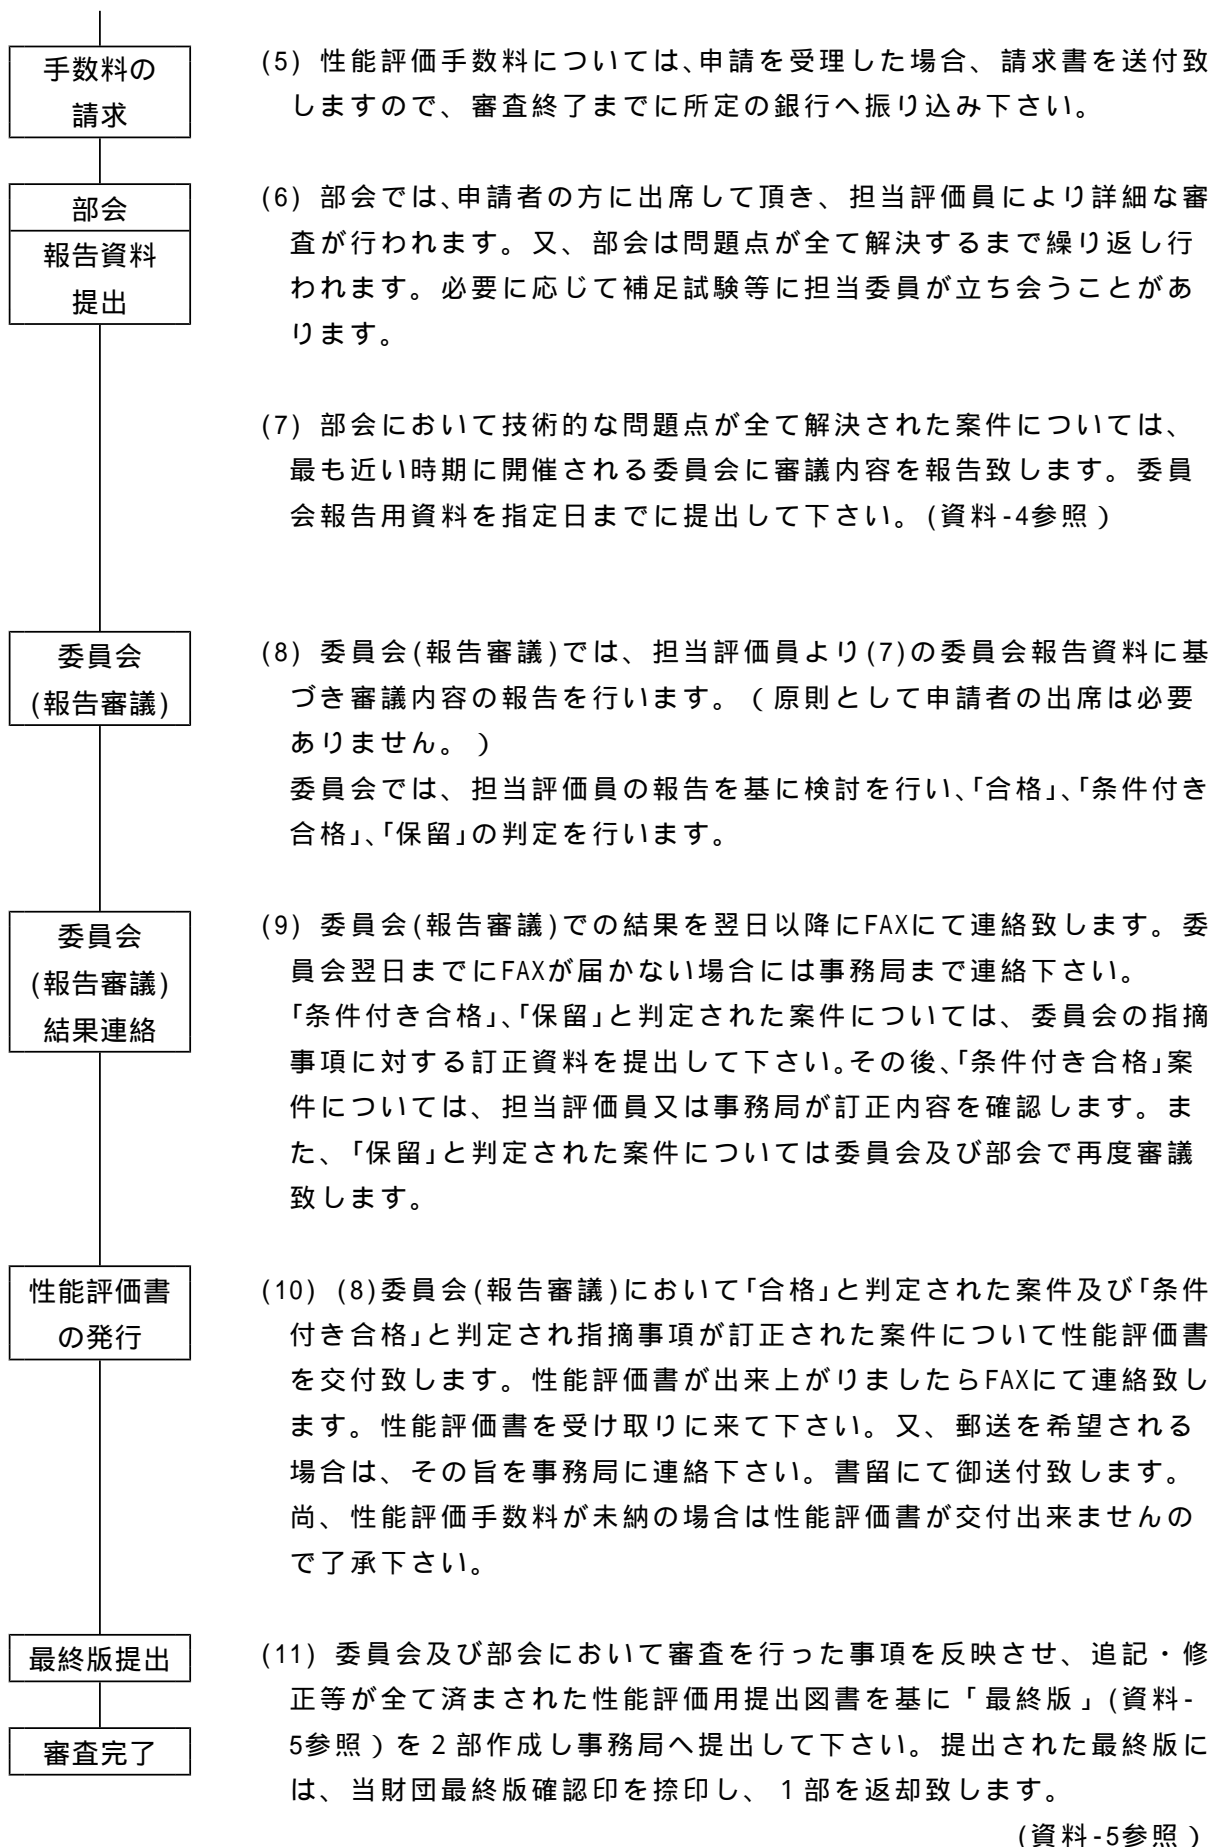 手数料の
請求
(5) 性能評価手数料については、申請を受理した場合、請求書を送付致
しますので、審査終了までに所定の銀行へ振り込み下さい。
部会
報告資料
提出
(6) 部会では、申請者の方に出席して頂き、担当評価員により詳細な審
査が行われます。又、部会は問題点が全て解決するまで繰り返し行
われます。必要に応じて補足試験等に担当委員が立ち会うことがあ
ります。
(7) 部会において技術的な問題点が全て解決された案件については、
最も近い時期に開催される委員会に審議内容を報告致します。委員
会報告用資料を指定日までに提出して下さい。(資料-4参照)
委員会
(報告審議)
(8) 委員会(報告審議)では、担当評価員より(7)の委員会報告資料に基
づき審議内容の報告を行います。(原則として申請者の出席は必要
ありません。)
委員会では、担当評価員の報告を基に検討を行い、「合格」、「条件付き
合格」、「保留」の判定を行います。
委員会
(報告審議)
結果連絡
(9) 委員会(報告審議)での結果を翌日以降にFAXにて連絡致します。委
員会翌日までにFAXが届かない場合には事務局まで連絡下さい。
「条件付き合格」、「保留」と判定された案件については、委員会の指摘
事項に対する訂正資料を提出して下さい。その後、「条件付き合格」案
件については、担当評価員又は事務局が訂正内容を確認します。ま
た、「保留」と判定された案件については委員会及び部会で再度審議
致します。
性能評価書
の発行
(10) (8)委員会(報告審議)において「合格」と判定された案件及び「条件
付き合格」と判定され指摘事項が訂正された案件について性能評価書
を交付致します。性能評価書が出来上がりましたらFAXにて連絡致し
ます。性能評価書を受け取りに来て下さい。又、郵送を希望される
場合は、その旨を事務局に連絡下さい。書留にて御送付致します。
尚、性能評価手数料が未納の場合は性能評価書が交付出来ませんの
で了承下さい。
最終版提出
審査完了
(11) 委員会及び部会において審査を行った事項を反映させ、追記・修
正等が全て済まされた性能評価用提出図書を基に「最終版」(資料-
5参照)を2部作成し事務局へ提出して下さい。提出された最終版に
は、当財団最終版確認印を捺印し、1部を返却致します。
(資料-5参照)